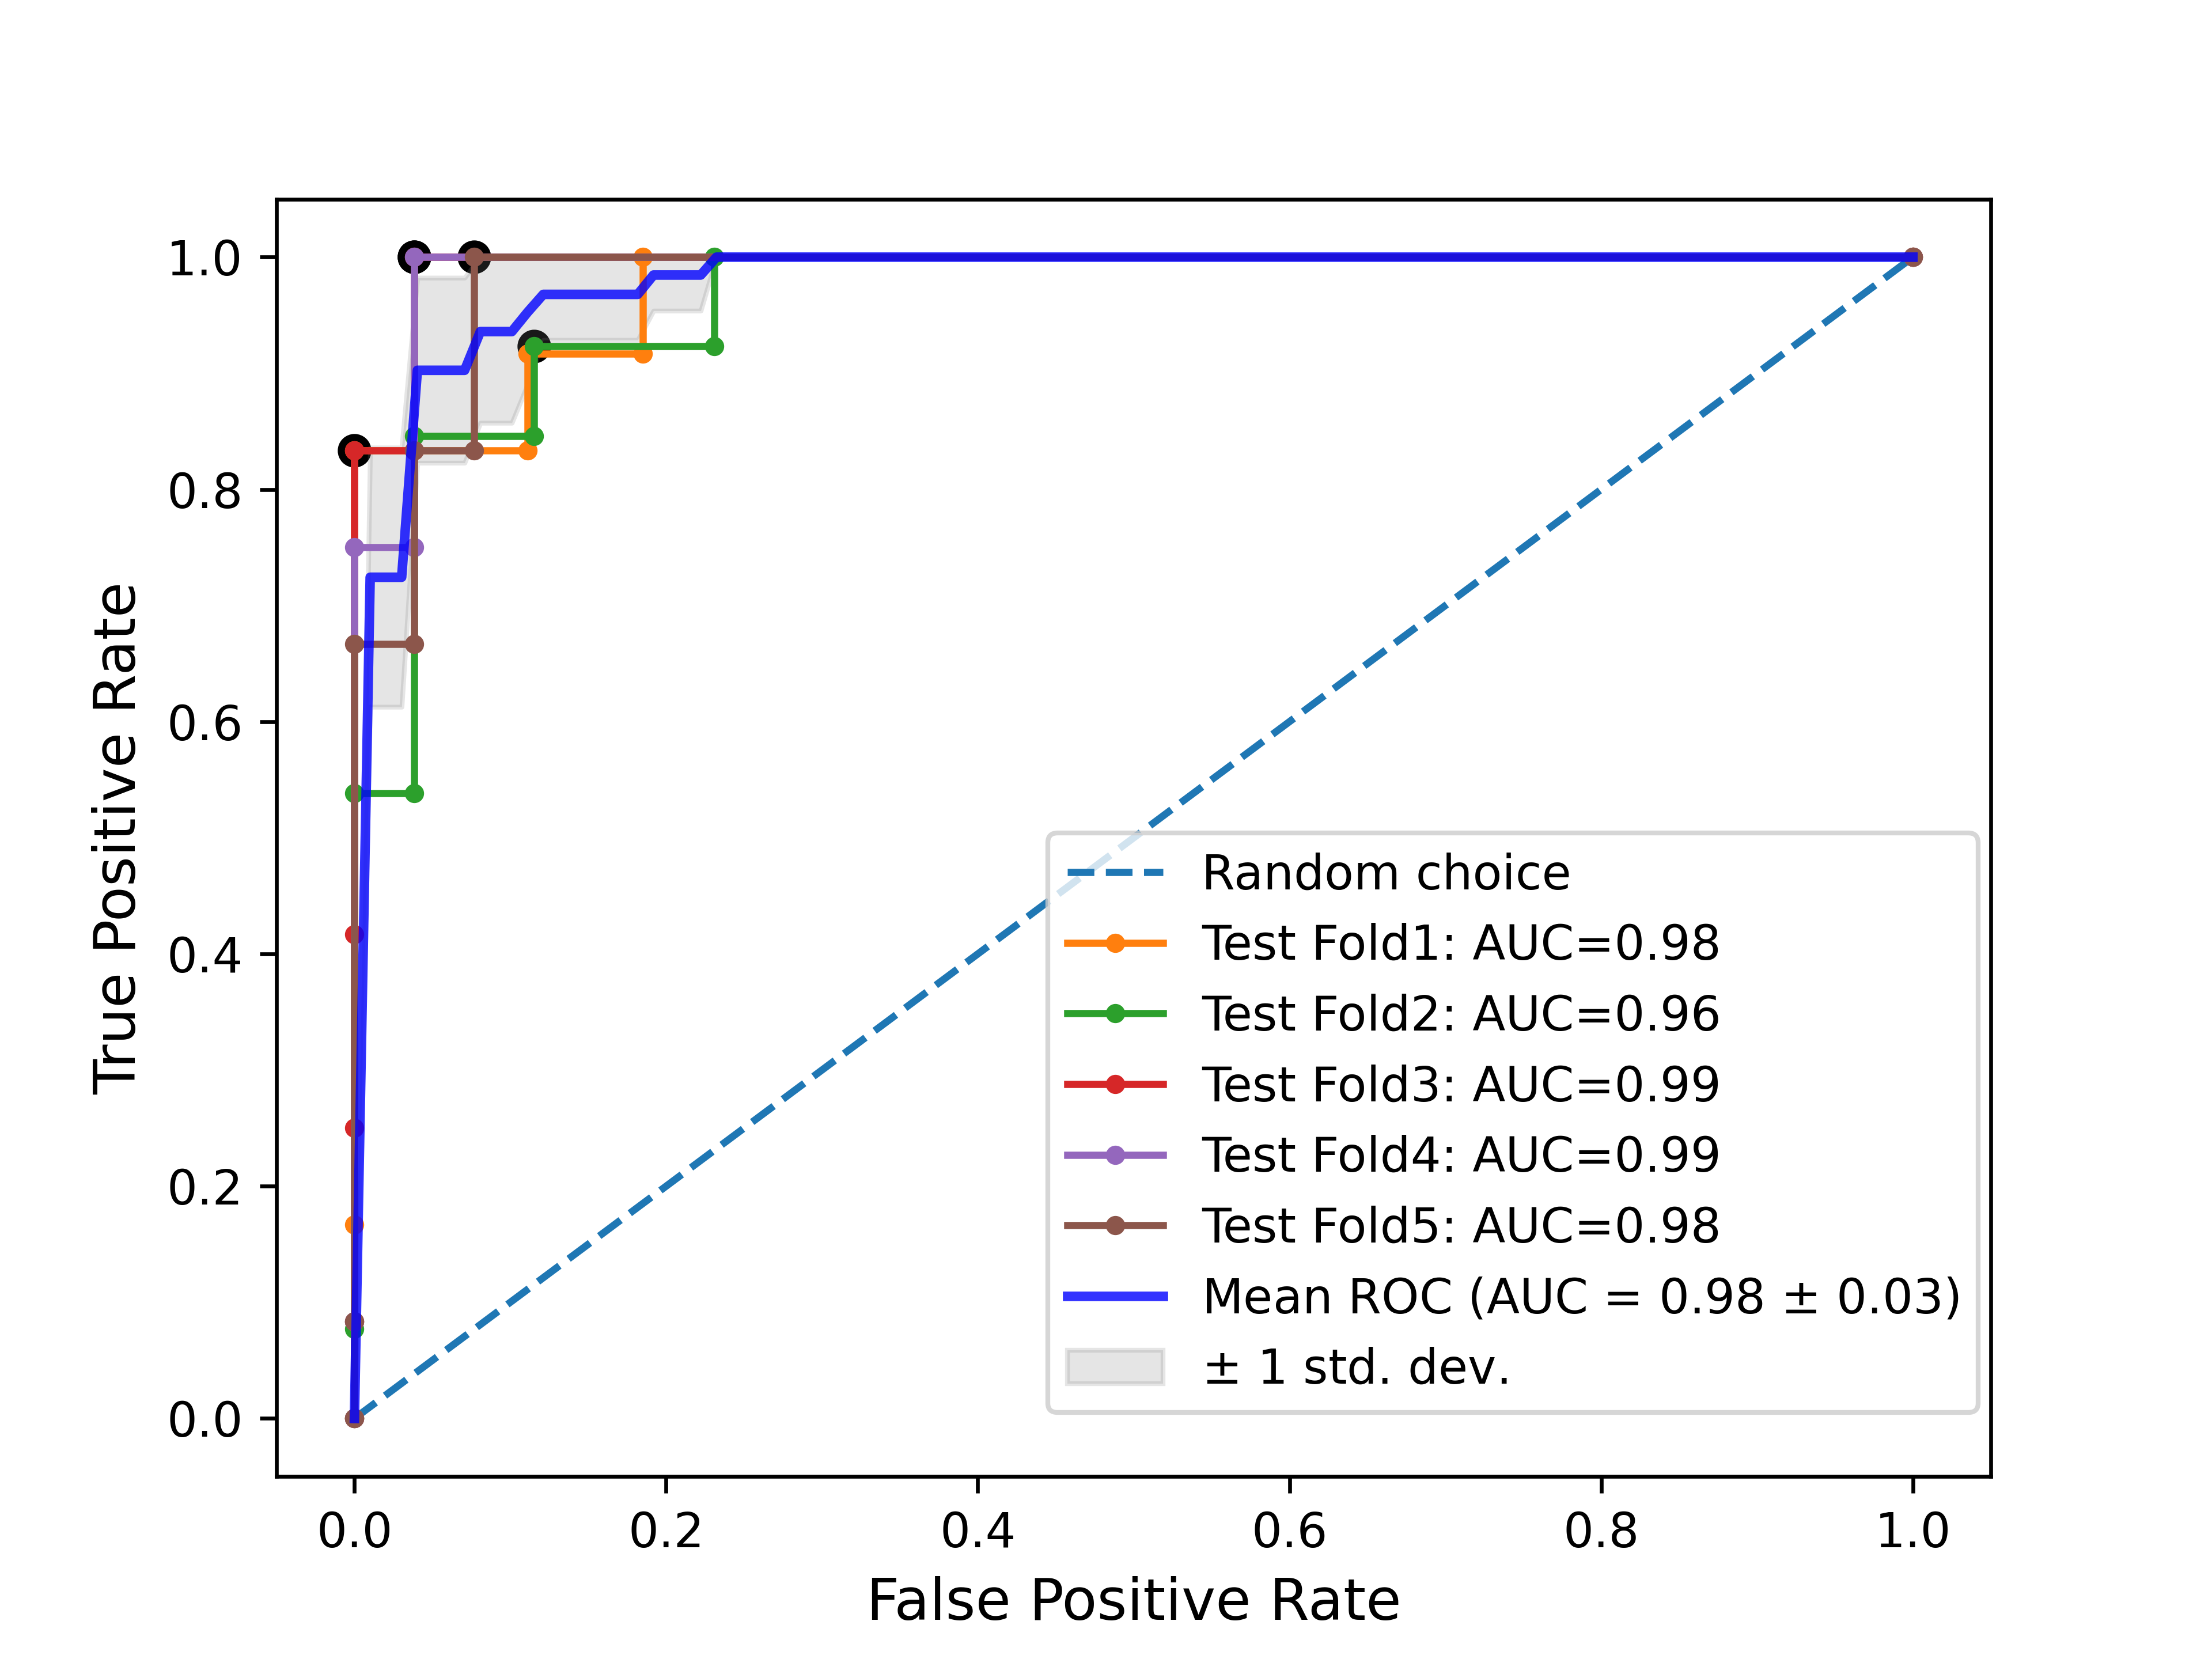 1.0
0.8
0.6
0.4
0.2
0.0
True Positive Rate
0.0 0.2 0.4 0.6 0.8 1.0
False Positive Rate
Random choice
Test Fold1: AUC=0.98
Test Fold2: AUC=0.96
Test Fold3: AUC=0.99
Test Fold4: AUC=0.99
Test Fold5: AUC=0.98
Mean ROC (AUC = 0.98 ± 0.03)
± 1 std. dev.